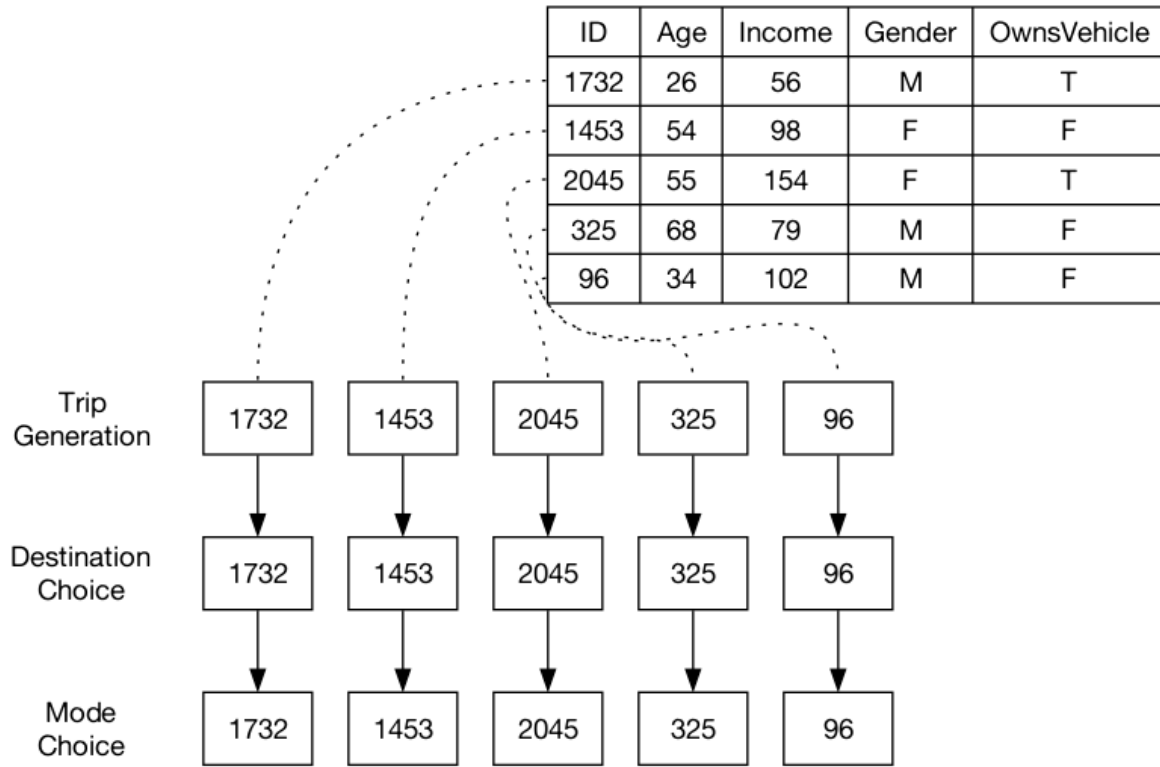 ID Age Income Gender OwnsVehicle
1732 26 56 M T
1453 54 98 F F
2045 55 154 F T
325 68 79 M F
96 34 102 M F
Trip
Generation
1732 1453 2045 325 96
Destination
Choice
1732 1453 2045 325 96
Mode
Choice
1732 1453 2045 325 96